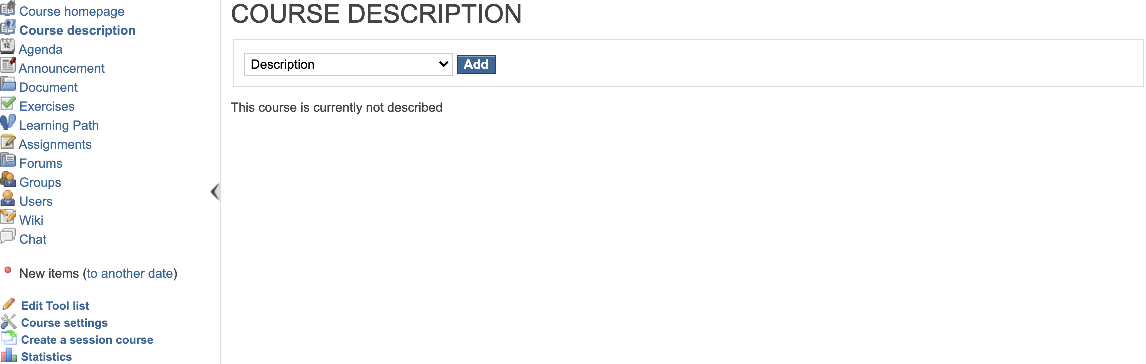 Course homepage
Course description
Agenda
Announcement
Document
Exercises
Learning Path
Assignments
Forums
Groups
Users
Wiki
Chat
New items (to another date)
Edit Tool list
Course settings
Create a session course
Statistics
COURSE DESCRIPTION
Description
Add
This course is currently not described